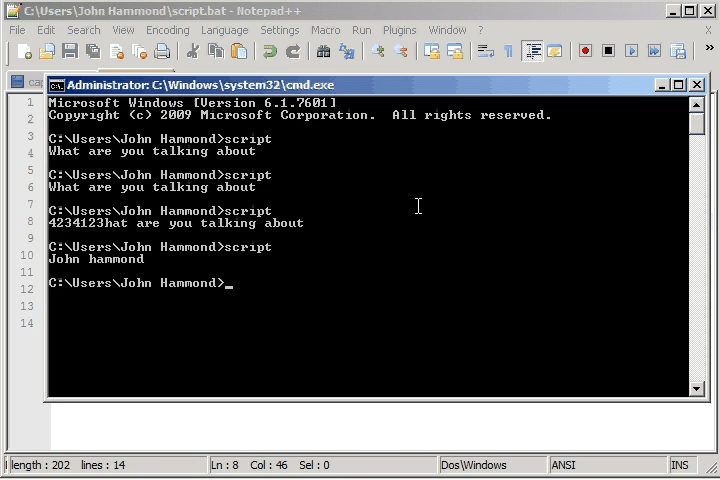 C:\Users\John Hammond\script.bat - Notepad++
File Edit Search View Encoding Language Settings Macro Run Plugins Window ? X
Administrator: C:\Windows\system32\cmd.exe
1
2
3
4
5
6
7
8
9
10
11
12
13
14
Microsoft Windows [Version 6.1.7601]
Copyright (c) 2009 Microsoft Corporation.  All rights reserved.
C:\Users\John Hammond>script
What are you talking about
C:\Users\John Hammond>script
What are you talking about
C:\Users\John Hammond>script
4234123hat are you talking about
C:\Users\John Hammond>script
John hammond
C:\Users\John Hammond>_
length : 202 lines : 14 Ln : 8 Col : 46 Sel : 0 Dos\Windows ANSI INS